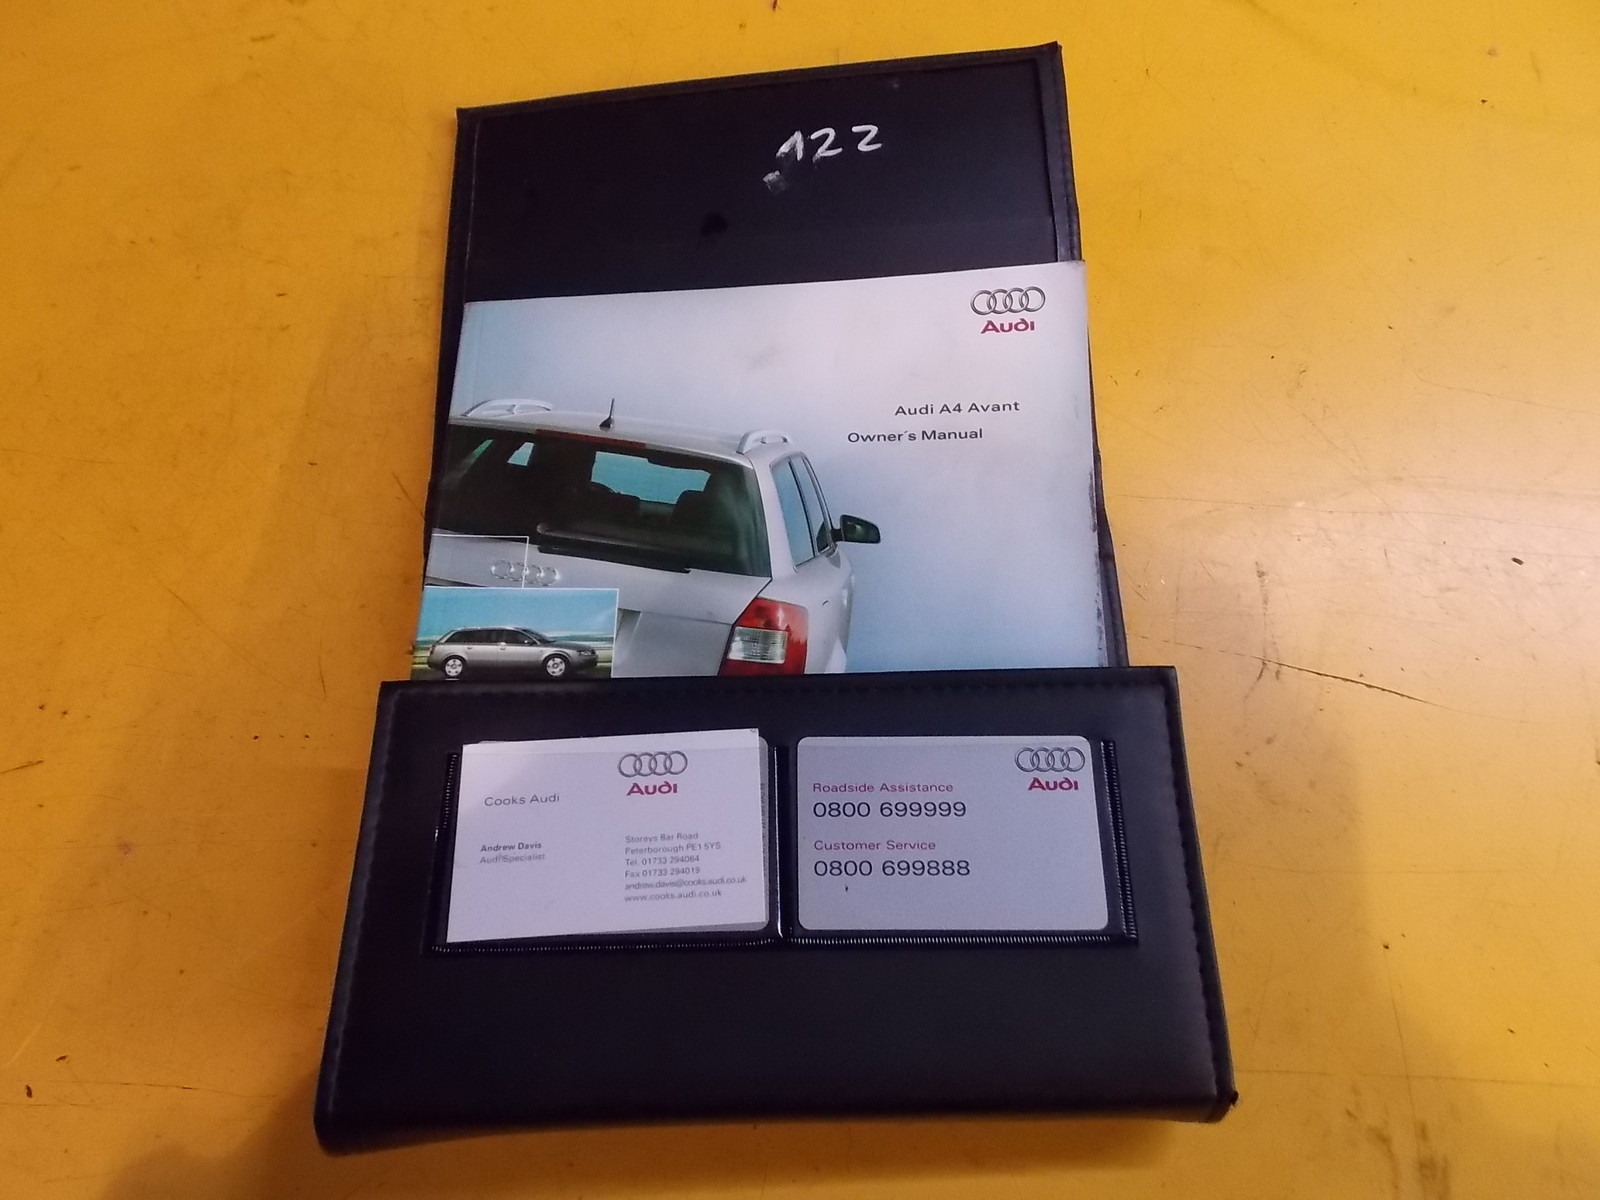 122
Audi
Audi A4 Avant
Owner´s Manual
Audi
Cooks Audi
Andrew Davis
Audi Specialist
Storeys Bar Road
Peterborough PE1 5YS
Tel. 01733 294064
Fax 01733 294019
andrew.davis@cooks.audi.co.uk
www.cooks.audi.co.uk
Audi
Roadside Assistance
0800 699999
Customer Service
0800 699888